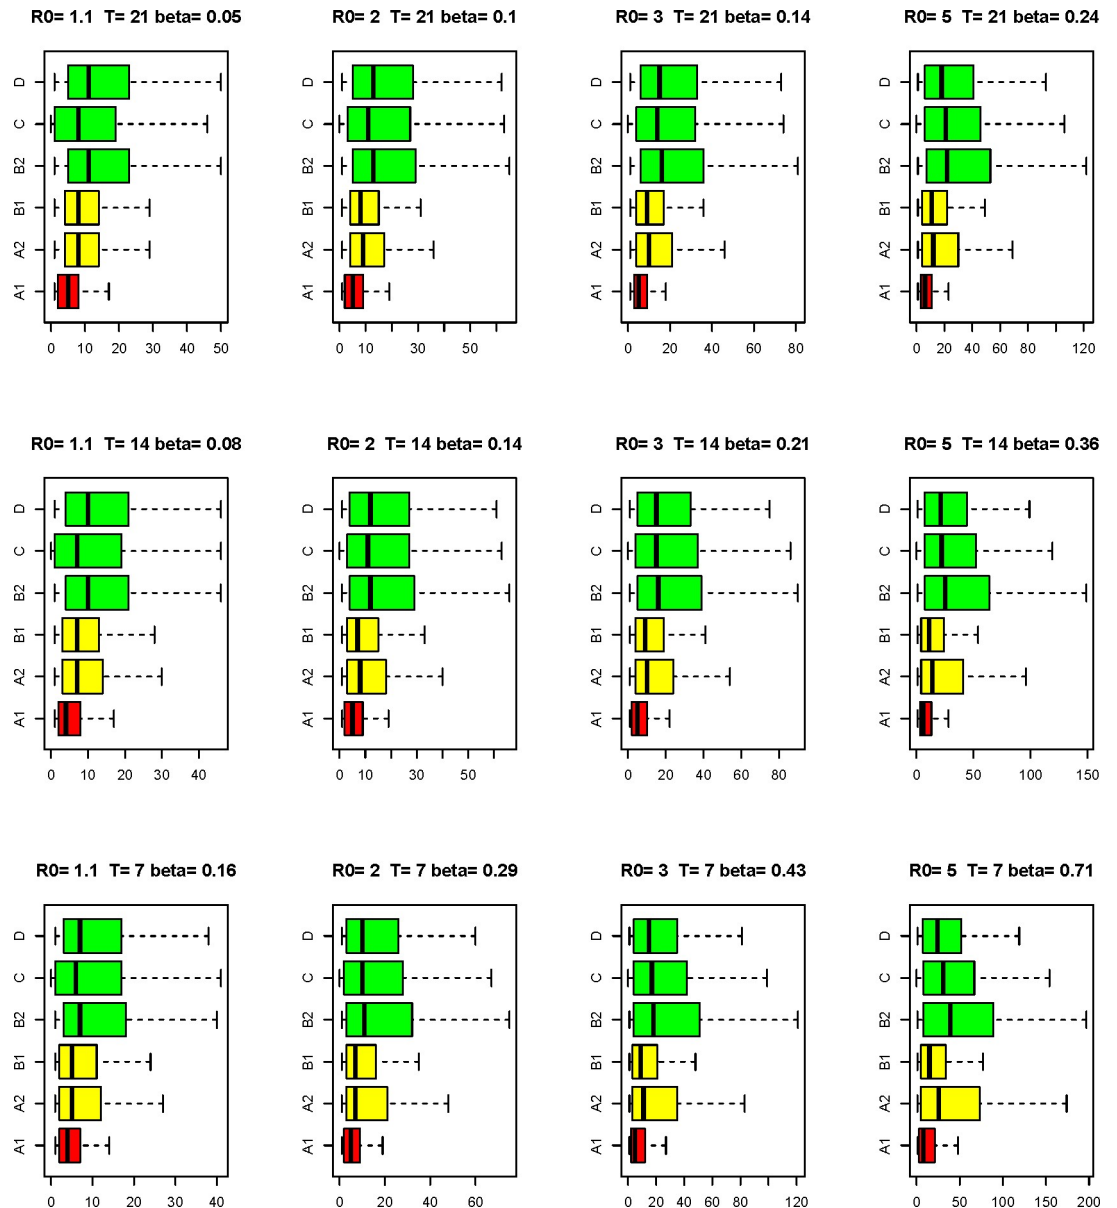 R0= 1.1 T= 21 beta= 0.05
D
C
B2
B1
A2
A1
0 10 20 30 40 50
R0= 2 T= 21 beta= 0.1
D
C
B2
B1
A2
A1
0 10 30 50
R0= 3 T= 21 beta= 0.14
D
C
B2
B1
A2
A1
0 20 40 60 80
R0= 5 T= 21 beta= 0.24
D
C
B2
B1
A2
A1
0 20 40 60 80 120
R0= 1.1 T= 14 beta= 0.08
D
C
B2
B1
A2
A1
0 10 20 30 40
R0= 2 T= 14 beta= 0.14
D
C
B2
B1
A2
A1
0 10 30 50
R0= 3 T= 14 beta= 0.21
D
C
B2
B1
A2
A1
0 20 40 60 80
R0= 5 T= 14 beta= 0.36
D
C
B2
B1
A2
A1
0 50 100 150
R0= 1.1 T= 7 beta= 0.16
D
C
B2
B1
A2
A1
0 10 20 30 40
R0= 2 T= 7 beta= 0.29
D
C
B2
B1
A2
A1
0 20 40 60
R0= 3 T= 7 beta= 0.43
D
C
B2
B1
A2
A1
0 20 40 60 80 120
R0= 5 T= 7 beta= 0.71
D
C
B2
B1
A2
A1
0 50 100 150 200